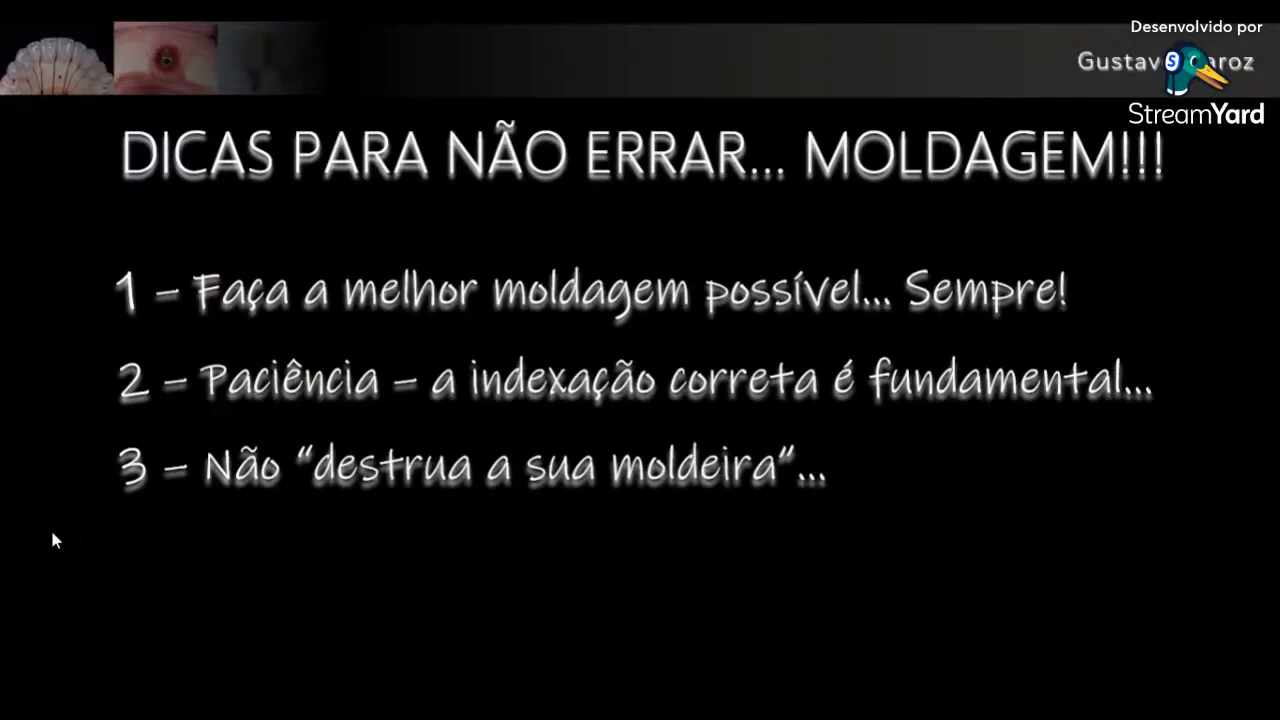 Desenvolvido por
StreamYard
DICAS PARA NÃO ERRAR... MOLDAGEM!!!
1 – Faça a melhor moldagem possível... Sempre!
2 – Paciência – a indexação correta é fundamental...
3 – Não “destrua a sua moldeira”...